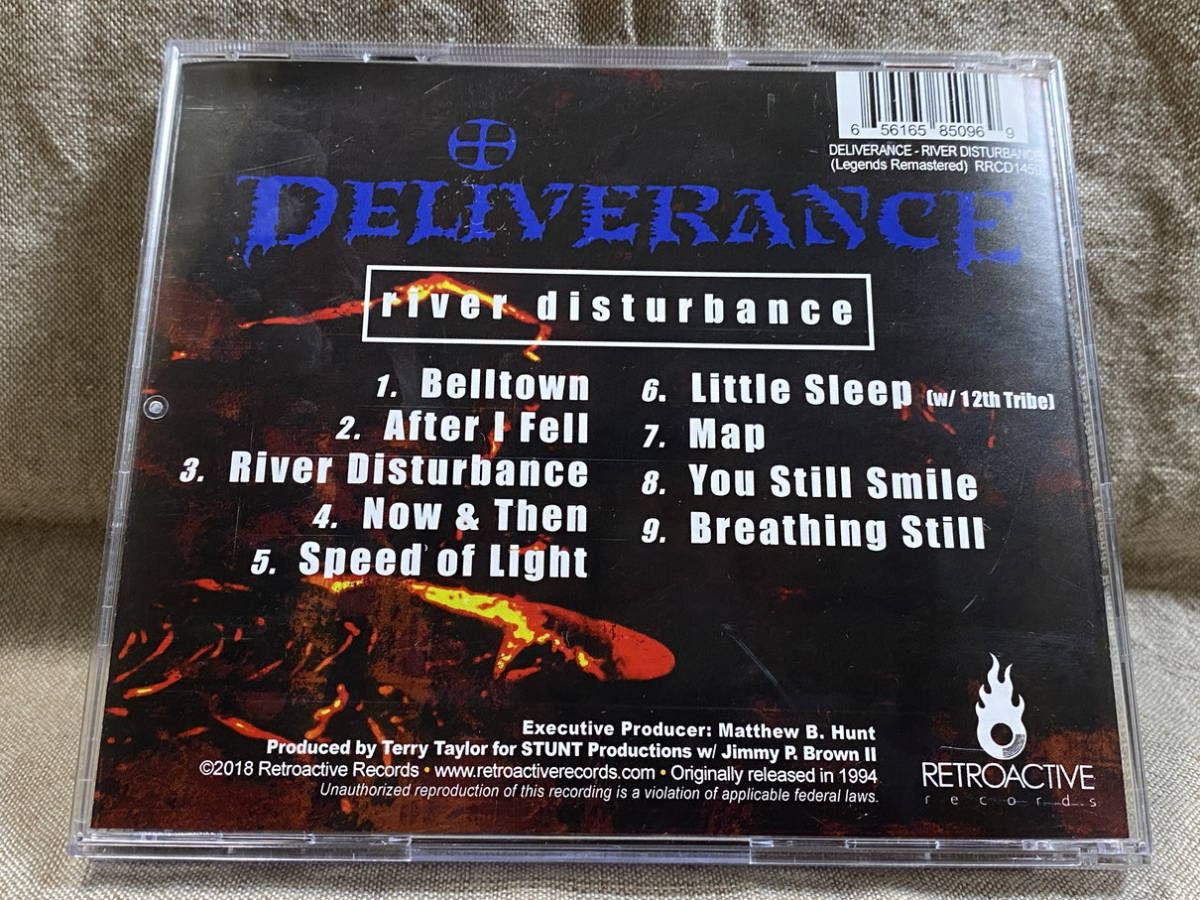 6 56165 85096 9
DELIVERANCE - RIVER DISTURBANCE
(Legends Remastered) RRCD1459
DELIVERANCE
river disturbance
1. Belltown
2. After I Fell
3. River Disturbance
4. Now & Then
5. Speed of Light
6. Little Sleep (w/ 12th Tribe)
7. Map
8. You Still Smile
9. Breathing Still
Executive Producer: Matthew B. Hunt
Produced by Terry Taylor for STUNT Productions w/ Jimmy P. Brown II
©2018 Retroactive Records • www.retroactiverecords.com • Originally released in 1994
Unauthorized reproduction of this recording is a violation of applicable federal laws.
RETROACTIVE
records